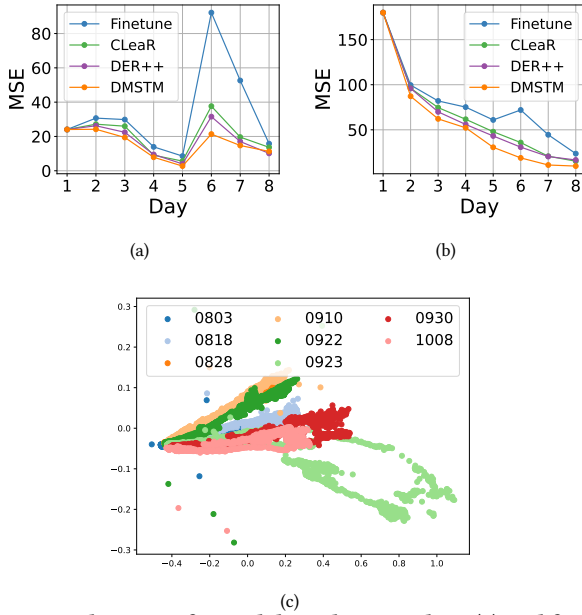 Finetune
CLeaR
DER++
DMSTM
80
60
40
20
0
MSE
1 2 3 4 5 6 7 8
Day
(a)
Finetune
CLeaR
DER++
DMSTM
150
100
50
MSE
1 2 3 4 5 6 7 8
Day
(b)
0803 0910 0930
0818 0922 1008
0828 0923
0.3
0.2
0.1
0.0
−0.1
−0.2
−0.3
−0.4 −0.2 0.0 0.2 0.4 0.6 0.8 1.0
(c)